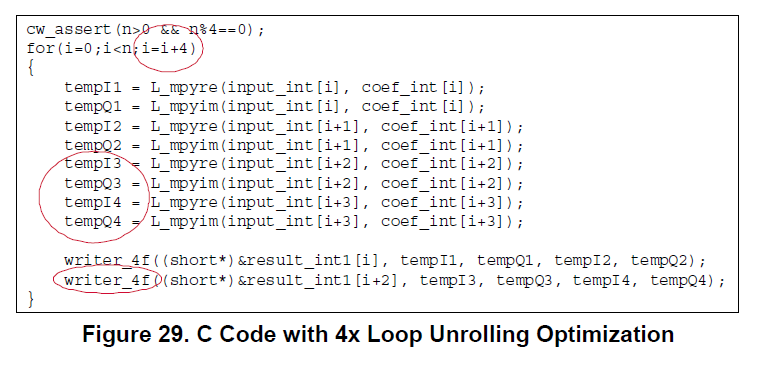 cw_assert(n>0 && n%4==0);
for(i=0;i<n;i=i+4)
{
tempI1 = L_mpyre(input_int[i], coef_int[i]);
tempQ1 = L_mpyim(input_int[i], coef_int[i]);
tempI2 = L_mpyre(input_int[i+1], coef_int[i+1]);
tempQ2 = L_mpyim(input_int[i+1], coef_int[i+1]);
tempI3 = L_mpyre(input_int[i+2], coef_int[i+2]);
tempQ3 = L_mpyim(input_int[i+2], coef_int[i+2]);
tempI4 = L_mpyre(input_int[i+3], coef_int[i+3]);
tempQ4 = L_mpyim(input_int[i+3], coef_int[i+3]);
writer_4f((short*)&result_int1[i], tempI1, tempQ1, tempI2, tempQ2);
writer_4f((short*)&result_int1[i+2], tempI3, tempQ3, tempI4, tempQ4);
}
Figure 29. C Code with 4x Loop Unrolling Optimization